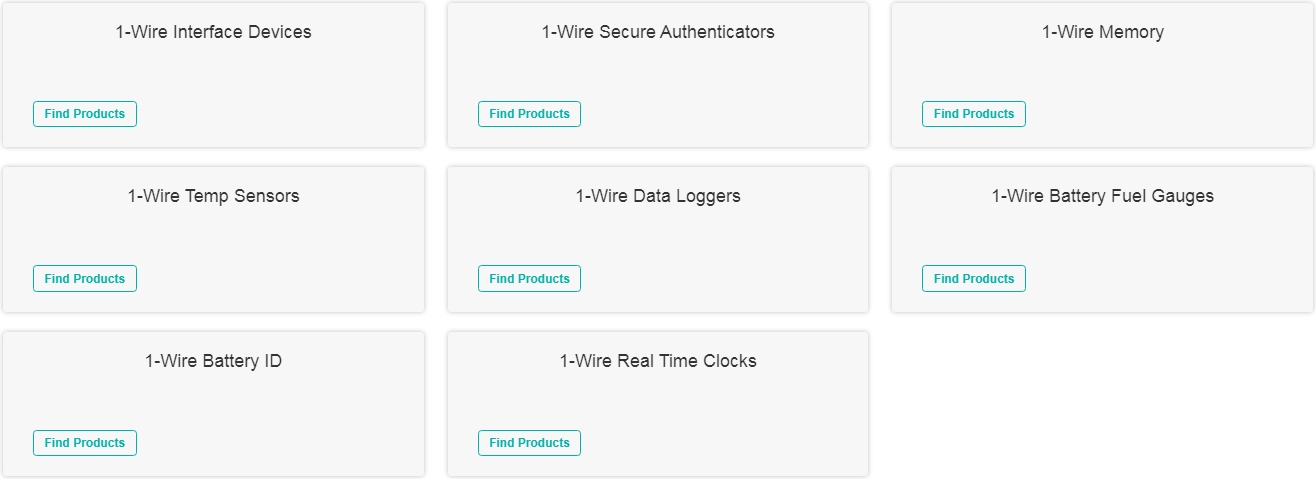 1-Wire Interface Devices
1-Wire Secure Authenticators
1-Wire Memory
Find Products
Find Products
Find Products
1-Wire Temp Sensors
1-Wire Data Loggers
1-Wire Battery Fuel Gauges
Find Products
Find Products
Find Products
1-Wire Battery ID
1-Wire Real Time Clocks
Find Products
Find Products